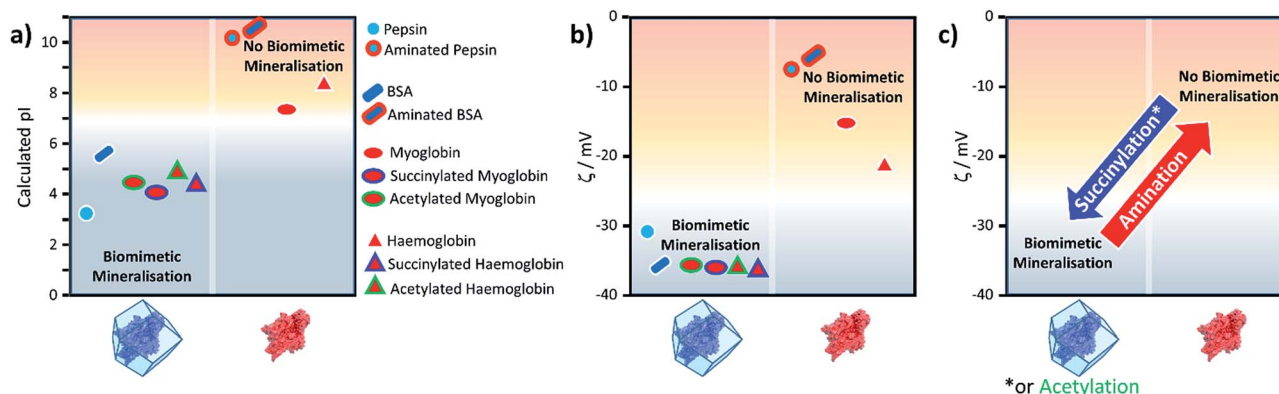 a)
Calculated pI
11
10
8
6
4
2
0
No Biomimetic
Mineralisation
Biomimetic
Mineralisation
Pepsin
Aminated Pepsin
BSA
Aminated BSA
Myoglobin
Succinylated Myoglobin
Acetylated Myoglobin
Haemoglobin
Succinylated Haemoglobin
Acetylated Haemoglobin
b)
ζ / mV
0
-10
-20
-30
-40
No Biomimetic
Mineralisation
Biomimetic
Mineralisation
c)
ζ / mV
0
-10
-20
-30
-40
No Biomimetic
Mineralisation
Succinylation*
Amination
Biomimetic
Mineralisation
*or Acetylation